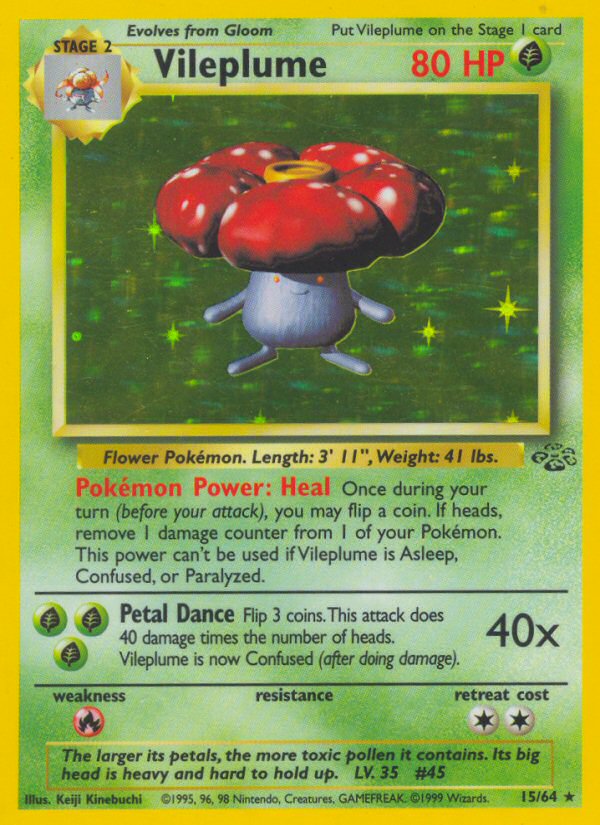 Evolves from Gloom
Put Vileplume on the Stage 1 card
STAGE 2
Vileplume
80 HP
Flower Pokémon. Length: 3' 11", Weight: 41 lbs.
Pokémon Power: Heal Once during your
turn (before your attack), you may flip a coin. If heads,
remove 1 damage counter from 1 of your Pokémon.
This power can't be used if Vileplume is Asleep,
Confused, or Paralyzed.
Petal Dance Flip 3 coins. This attack does
40 damage times the number of heads.
Vileplume is now Confused (after doing damage).
40x
weakness
resistance
retreat cost
The larger its petals, the more toxic pollen it contains. Its big
head is heavy and hard to hold up. LV. 35 #45
Illus. Keiji Kinebuchi ©1995, 96, 98 Nintendo, Creatures, GAMEFREAK. ©1999 Wizards. 15/64 ★